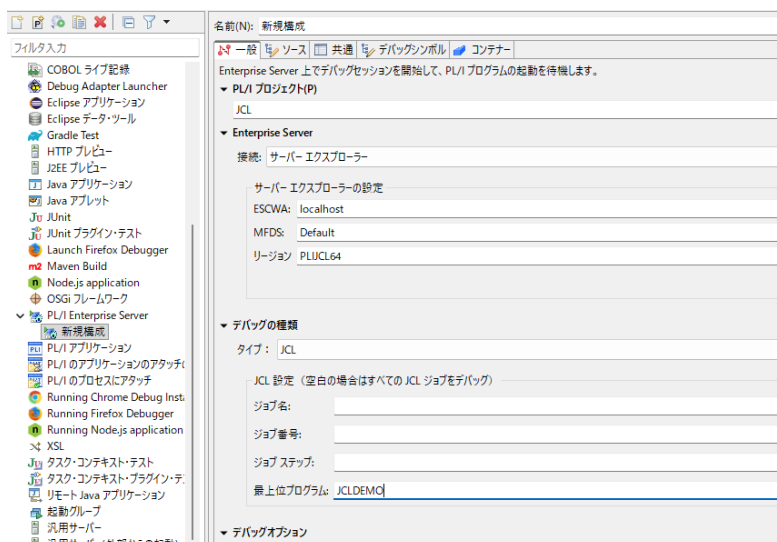 フィルタ入力
COBOL ライブ記録
Debug Adapter Launcher
Eclipse アプリケーション
Eclipse データ・ツール
Gradle Test
HTTP プレビュー
J2EE プレビュー
Java アプリケーション
Java アプレット
JUnit
JUnit プラグイン・テスト
Launch Firefox Debugger
Maven Build
Node.js application
OSGi フレームワーク
PL/I Enterprise Server
新規構成
PL/I アプリケーション
PL/I のアプリケーションのアタッチ
PL/I のプロセスにアタッチ
Running Chrome Debug Insta
Running Firefox Debugger
Running Node.js application
XSL
タスク・コンテキスト・テスト
タスク・コンテキスト・プラグイン・テ
リモート Java アプリケーション
起動グループ
汎用サーバー
名前(N): 新規構成
一般 ソース 共通 デバッグシンボル コンテナー
Enterprise Server 上でデバッグセッションを開始して、PL/I プログラムの起動を待機します。
PL/I プロジェクト(P)
JCL
Enterprise Server
接続: サーバー エクスプローラー
サーバー エクスプローラーの設定
ESCWA: localhost
MFDS: Default
リージョン PLIJCL64
デバッグの種類
タイプ： JCL
JCL 設定（空白の場合はすべての JCL ジョブをデバッグ）
ジョブ名:
ジョブ番号:
ジョブ ステップ:
最上位プログラム: JCLDEMO
デバッグオプション